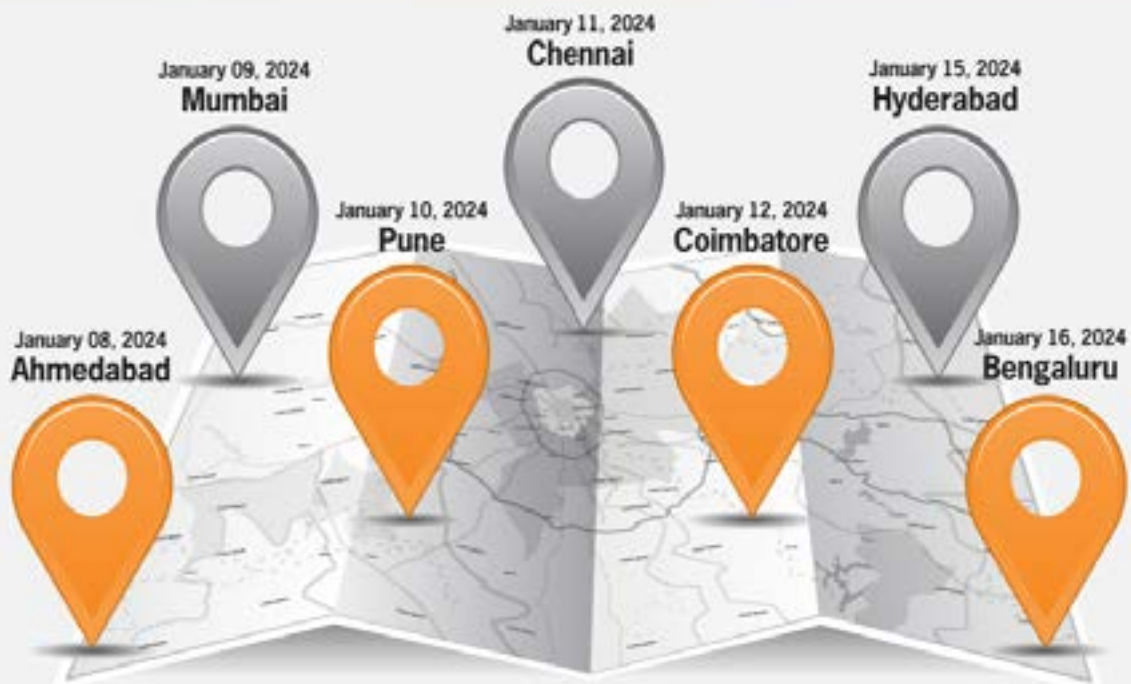 January 11, 2024
Chennai
January 09, 2024
Mumbai
January 15, 2024
Hyderabad
January 10, 2024
Pune
January 12, 2024
Coimbatore
January 08, 2024
Ahmedabad
January 16, 2024
Bengaluru